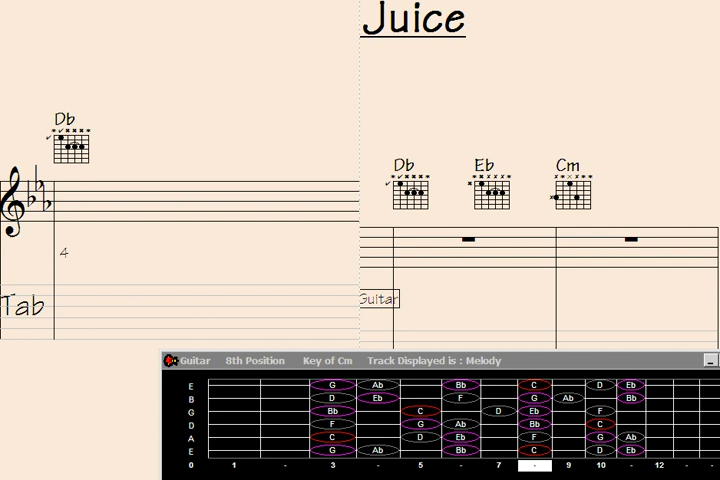 Juice
Db
Db Eb Cm
4
Guitar
Tab
Guitar 8th Position Key of Cm Track Displayed is : Melody
E G Ab Bb C D Eb
B D Eb F G Ab Bb
G Bb C D Eb F
D F G Ab Bb C
A C D Eb F G Ab
E G Ab Bb C D Eb
0 1 - 3 - 5 - 7 - 9 10 - 12 - -